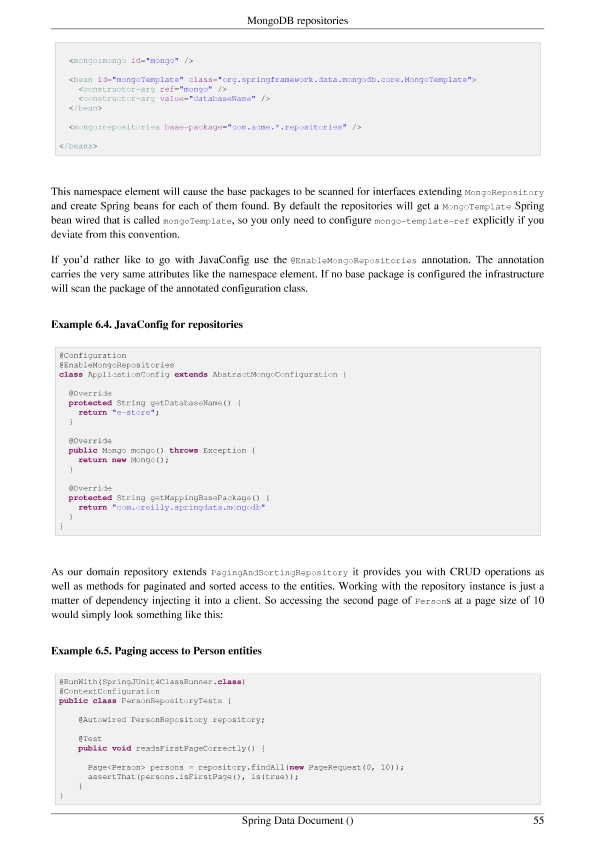 MongoDB repositories
<mongo:mongo id="mongo" />
<bean id="mongoTemplate" class="org.springframework.data.mongodb.core.MongoTemplate">
<constructor-arg ref="mongo" />
<constructor-arg value="databaseName" />
</bean>
<mongo:repositories base-package="com.acme.*.repositories" />
</beans>
This namespace element will cause the base packages to be scanned for interfaces extending MongoRepository
and create Spring beans for each of them found. By default the repositories will get a MongoTemplate Spring
bean wired that is called mongoTemplate, so you only need to configure mongo-template-ref explicitly if you
deviate from this convention.
If you'd rather like to go with JavaConfig use the @EnableMongoRepositories annotation. The annotation
carries the very same attributes like the namespace element. If no base package is configured the infrastructure
will scan the package of the annotated configuration class.
Example 6.4. JavaConfig for repositories
@Configuration
@EnableMongoRepositories
class ApplicationConfig extends AbstractMongoConfiguration {
@Override
protected String getDatabaseName() {
return "e-store";
}
@Override
public Mongo mongo() throws Exception {
return new Mongo();
}
@Override
protected String getMappingBasePackage() {
return "com.oreilly.springdata.mongodb"
}
}
As our domain repository extends PagingAndSortingRepository it provides you with CRUD operations as
well as methods for paginated and sorted access to the entities. Working with the repository instance is just a
matter of dependency injecting it into a client. So accessing the second page of Persons at a page size of 10
would simply look something like this:
Example 6.5. Paging access to Person entities
@RunWith(SpringJUnit4ClassRunner.class)
@ContextConfiguration
public class PersonRepositoryTests {
@Autowired PersonRepository repository;
@Test
public void readsFirstPageCorrectly() {
Page<Person> persons = repository.findAll(new PageRequest(0, 10));
assertThat(persons.isFirstPage(), is(true));
}
}
Spring Data Document () 55